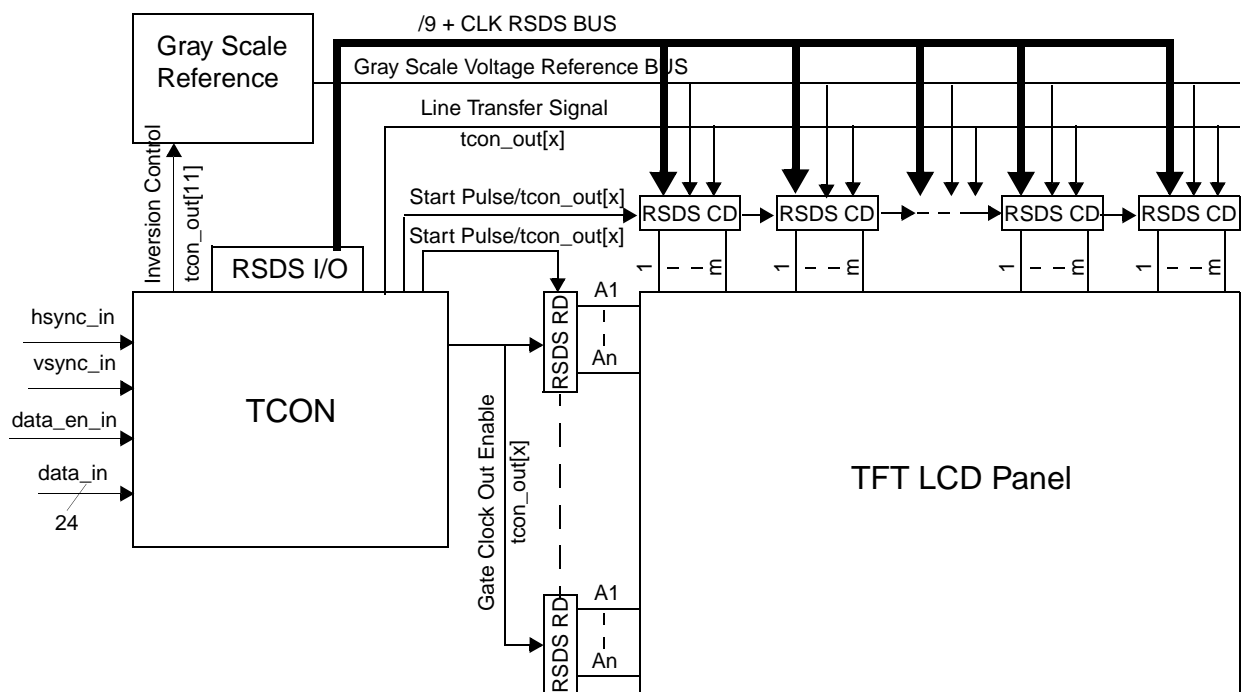 /9 + CLK RSDS BUS
Gray Scale
Reference
Gray Scale Voltage Reference BUS
Line Transfer Signal
tcon_out[x]
Inversion Control
tcon_out[11]
Start Pulse/tcon_out[x]
Start Pulse/tcon_out[x]
RSDS CD
RSDS CD
RSDS CD
RSDS CD
1
m
1
m
1
m
1
m
RSDS I/O
hsync_in
vsync_in
data_en_in
data_in
24
TCON
RSDS RD
A1
An
Gate Clock Out Enable
tcon_out[x]
TFT LCD Panel
RSDS RD
A1
An